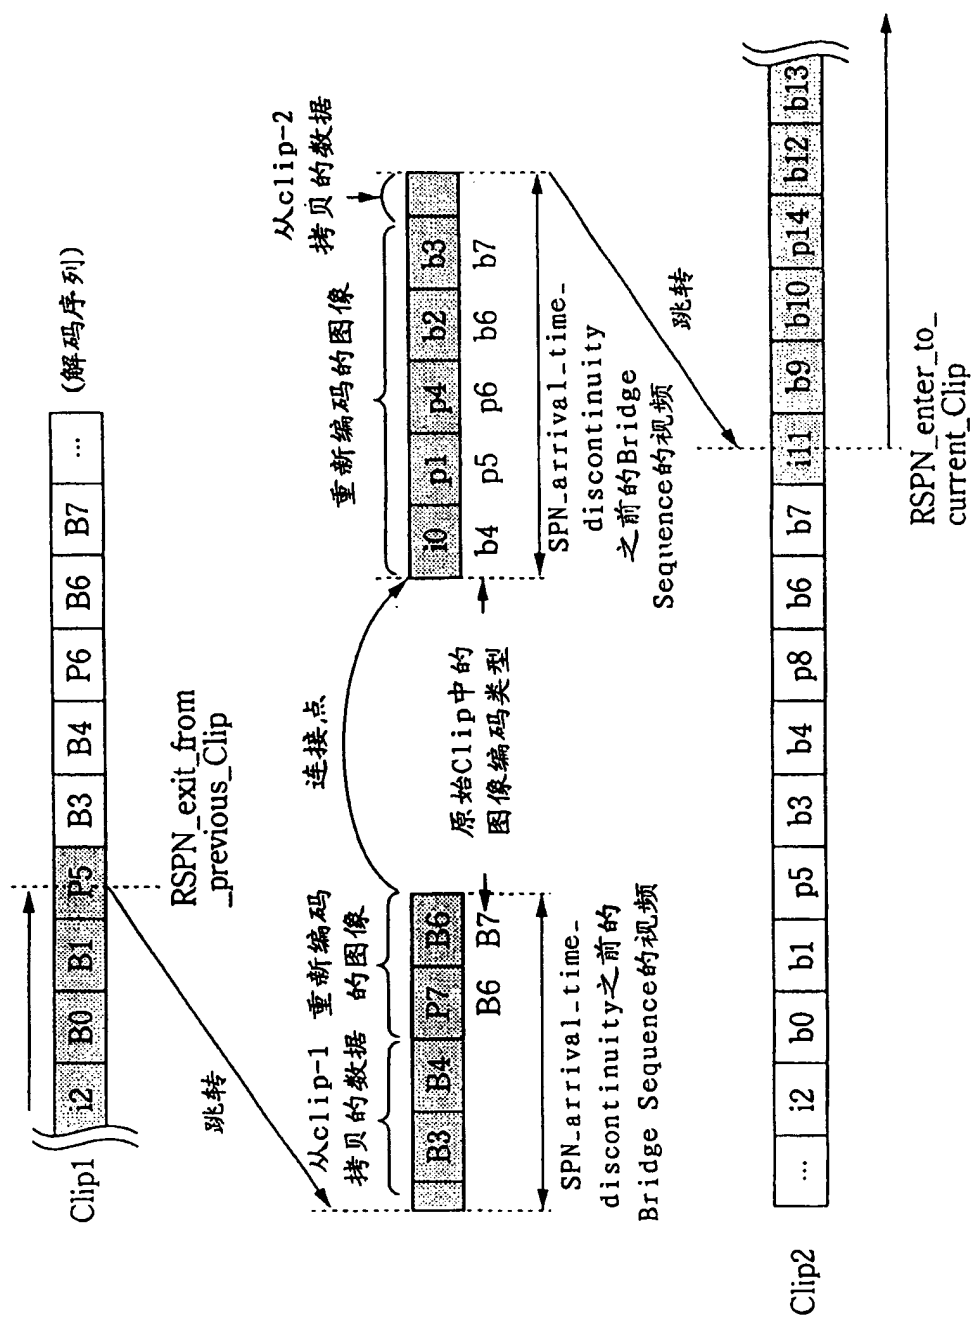 Clip1
i2 B0 B1 P5 B3 B4 P6 B6 B7 ...
(解码序列)
RSPN_exit_from
_previous_Clip
跳转
从clip-1
拷贝的数据
重新编码
的图像
B3 B4 P7 B6
B6 B7
SPN_arrival_time_
discontinuity之前的
Bridge Sequence的视频
连接点
原始Clip中的
图像编码类型
重新编码的图像
从clip-2
拷贝的数据
i0 p1 p4 b2 b3
b4 p5 p6 b6 b7
SPN_arrival_time_
discontinuity
之前的Bridge
Sequence的视频
跳转
Clip2
... i2 b0 b1 p5 b3 b4 p8 b6 b7 i11 b9 b10 p14 b12 b13
RSPN_enter_to_
current_Clip